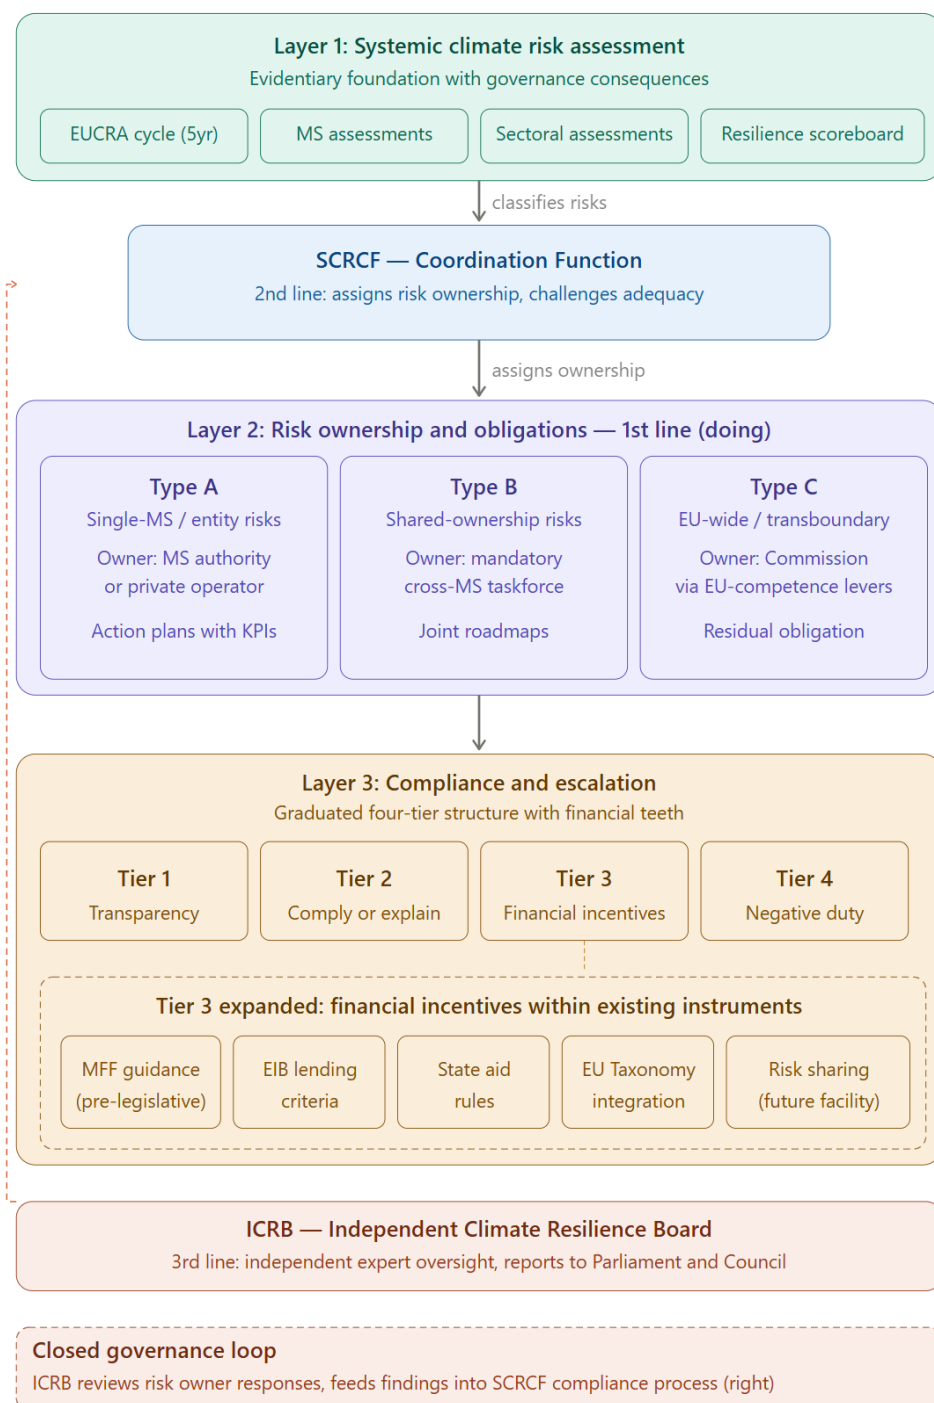 Layer 1: Systemic climate risk assessment
Evidentiary foundation with governance consequences
EUCRA cycle (5yr)
MS assessments
Sectoral assessments
Resilience scoreboard
classifies risks
SCRCF — Coordination Function
2nd line: assigns risk ownership, challenges adequacy
assigns ownership
Layer 2: Risk ownership and obligations — 1st line (doing)
Type A
Single-MS / entity risks
Owner: MS authority
or private operator
Action plans with KPIs
Type B
Shared-ownership risks
Owner: mandatory
cross-MS taskforce
Joint roadmaps
Type C
EU-wide / transboundary
Owner: Commission
via EU-competence levers
Residual obligation
Layer 3: Compliance and escalation
Graduated four-tier structure with financial teeth
Tier 1
Transparency
Tier 2
Comply or explain
Tier 3
Financial incentives
Tier 4
Negative duty
Tier 3 expanded: financial incentives within existing instruments
MFF guidance
(pre-legislative)
EIB lending
criteria
State aid
rules
EU Taxonomy
integration
Risk sharing
(future facility)
ICRB — Independent Climate Resilience Board
3rd line: independent expert oversight, reports to Parliament and Council
Closed governance loop
ICRB reviews risk owner responses, feeds findings into SCRCF compliance process (right)